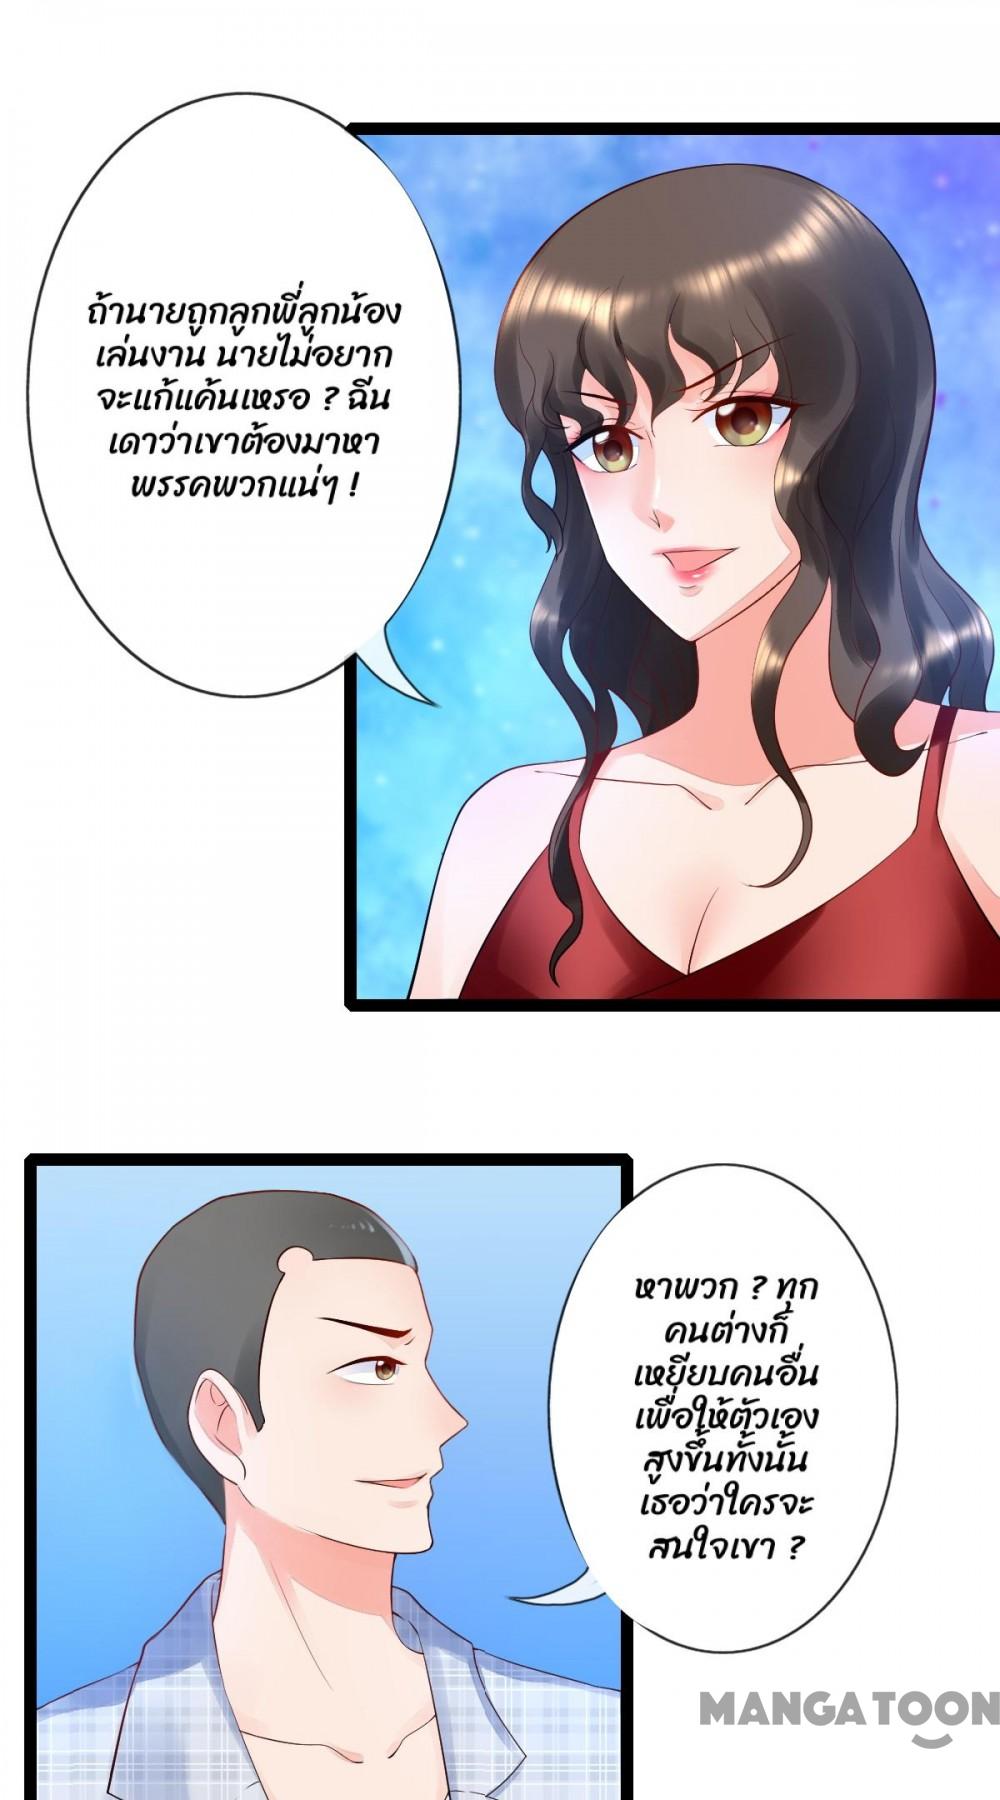 ถ้านายถูกลูกพี่ลูกน้อง
เล่นงาน นายไม่อยาก
จะแก้แค้นเหรอ ? ฉัน
เดาว่าเขาต้องมาหา
พรรคพวกแน่ๆ !
หาพวก ? ทุก
คนต่างก็
เหยียบคนอื่น
เพื่อให้ตัวเอง
สูงขึ้นทั้งนั้น
เธอว่าใครจะ
สนใจเขา ?
MANGATOON